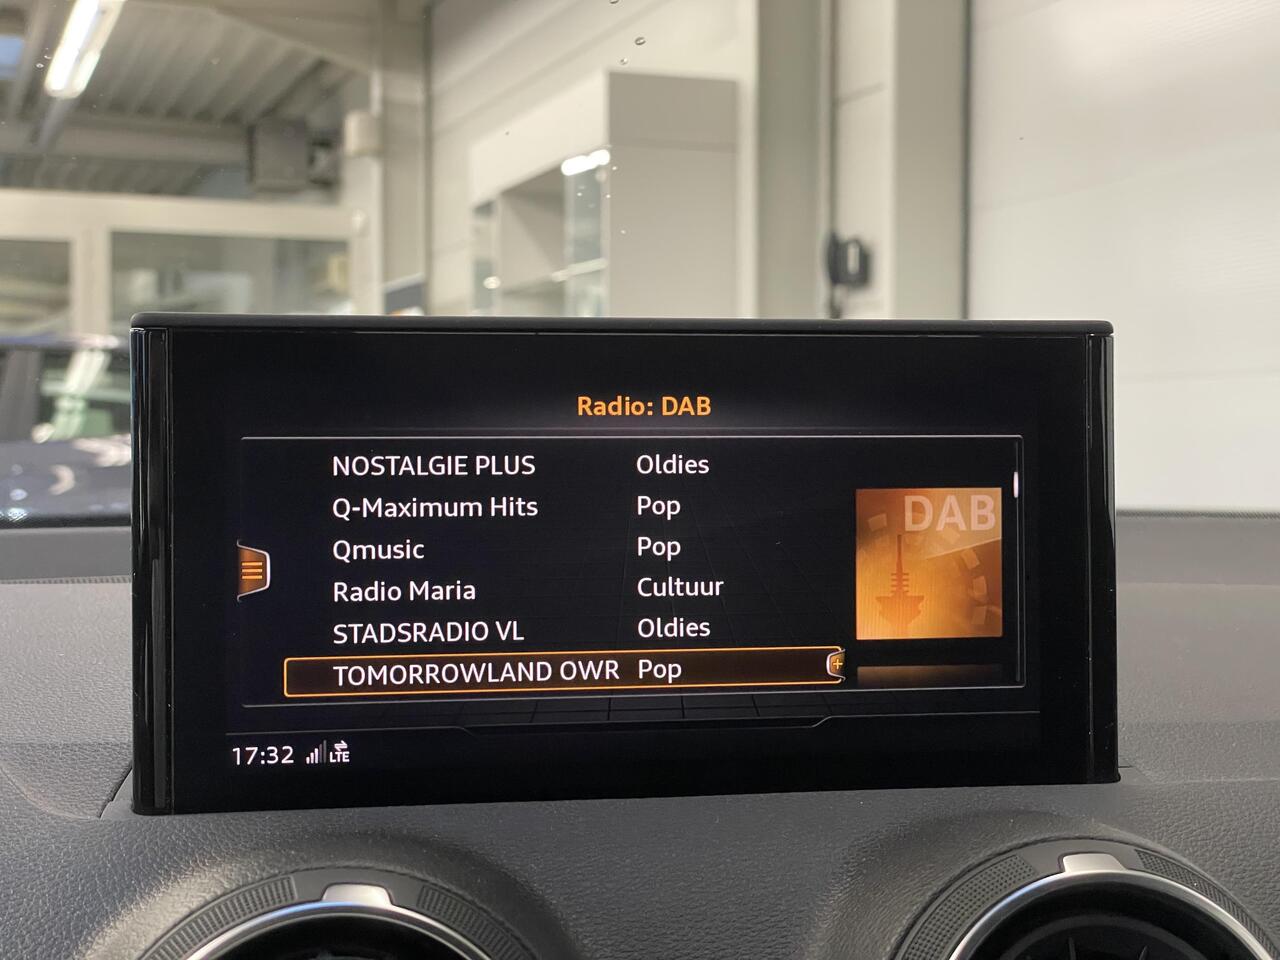 Radio: DAB
NOSTALGIE PLUS Oldies
Q-Maximum Hits Pop
Qmusic Pop
Radio Maria Cultuur
STADSRADIO VL Oldies
TOMORROWLAND OWR Pop
DAB
17:32 LTE